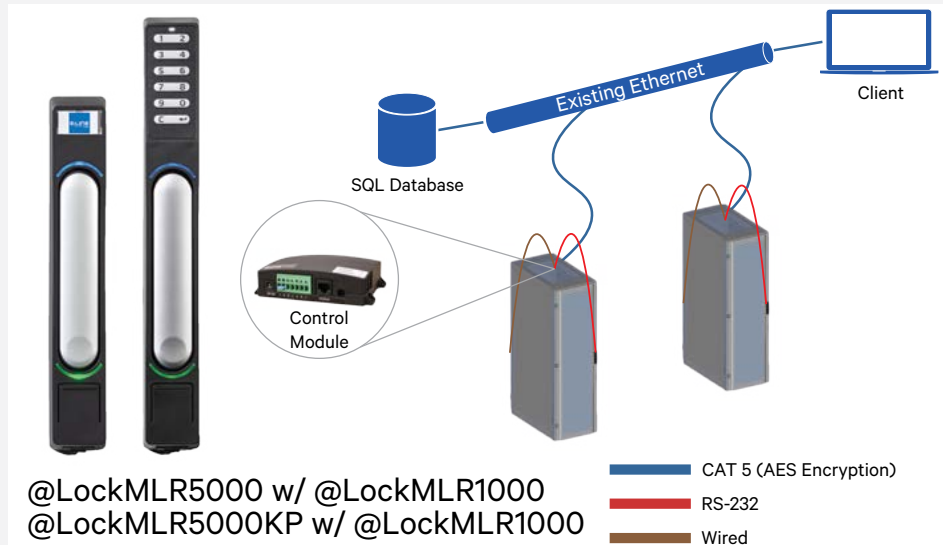 1 2
3 4
5 6
7 8
9 0
C
Existing Ethernet
Client
SQL Database
Control
Module
@LockMLR5000 w/ @LockMLR1000
@LockMLR5000KP w/ @LockMLR1000
CAT 5 (AES Encryption)
RS-232
Wired